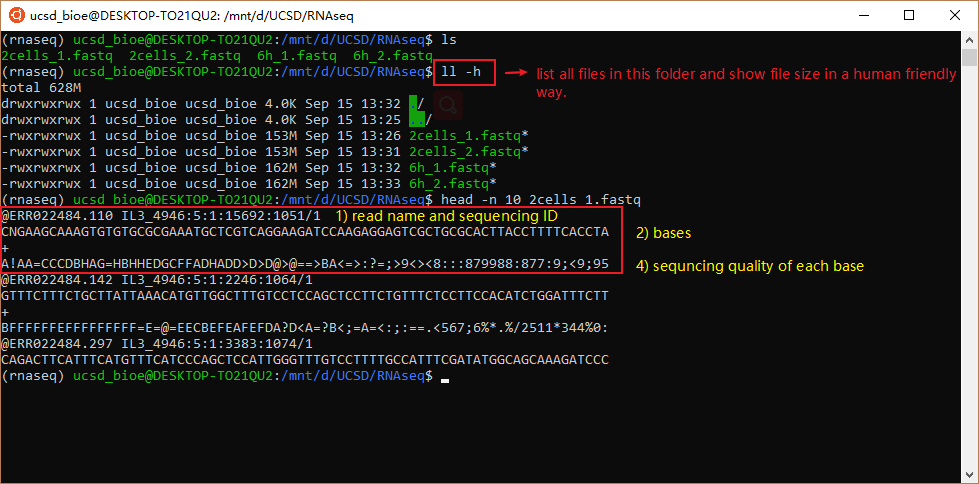 ucsd_bioe@DESKTOP-TO21QU2: /mnt/d/UCSD/RNAseq
(rnaseq) ucsd_bioe@DESKTOP-TO21QU2:/mnt/d/UCSD/RNAseq$ ls
2cells_1.fastq  2cells_2.fastq  6h_1.fastq  6h_2.fastq
(rnaseq) ucsd_bioe@DESKTOP-TO21QU2:/mnt/d/UCSD/RNAseq$ ll -h
list all files in this folder and show file size in a human friendly
way.
total 628M
drwxrwxrwx 1 ucsd_bioe ucsd_bioe 4.0K Sep 15 13:32 ./
drwxrwxrwx 1 ucsd_bioe ucsd_bioe 4.0K Sep 15 13:25 ../
-rwxrwxrwx 1 ucsd_bioe ucsd_bioe 153M Sep 15 13:26 2cells_1.fastq*
-rwxrwxrwx 1 ucsd_bioe ucsd_bioe 153M Sep 15 13:31 2cells_2.fastq*
-rwxrwxrwx 1 ucsd_bioe ucsd_bioe 162M Sep 15 13:32 6h_1.fastq*
-rwxrwxrwx 1 ucsd_bioe ucsd_bioe 162M Sep 15 13:33 6h_2.fastq*
(rnaseq) ucsd_bioe@DESKTOP-TO21QU2:/mnt/d/UCSD/RNAseq$ head -n 10 2cells_1.fastq
@ERR022484.110 IL3_4946:5:1:15692:1051/1 1) read name and sequencing ID
CNGAAGCAAAGTGTGTGCGCGAAATGCTCGTCAGGAAGATCCAAGAGGAGTCGCTGCGCACTTACCTTTTCACCTA 2) bases
+
A!AA=CCCDBHAG=HBHHEDGCFFADHADD>D>D@>@==>BA<=>:?=;>9<><8:::879988:877:9;<9;95 4) sequncing quality of each base
@ERR022484.142 IL3_4946:5:1:2246:1064/1
GTTTCTTTCTGCTTATTAAACATGTTGGCTTTGTCCTCCAGCTCCTTCTGTTTCTCCTTCCACATCTGGATTTCTT
+
BFFFFFFEFFFFFFFFF=E=@=EECBEFEAFEFDA?D<A=?B<;=A=<:;:==.<567;6%*.%/2511*344%0:
@ERR022484.297 IL3_4946:5:1:3383:1074/1
CAGACTTCATTTCATGTTTCATCCCAGCTCCATTGGGTTTGTCCTTTTGCCATTTCGATATGGCAGCAAAGATCCC
(rnaseq) ucsd_bioe@DESKTOP-TO21QU2:/mnt/d/UCSD/RNAseq$